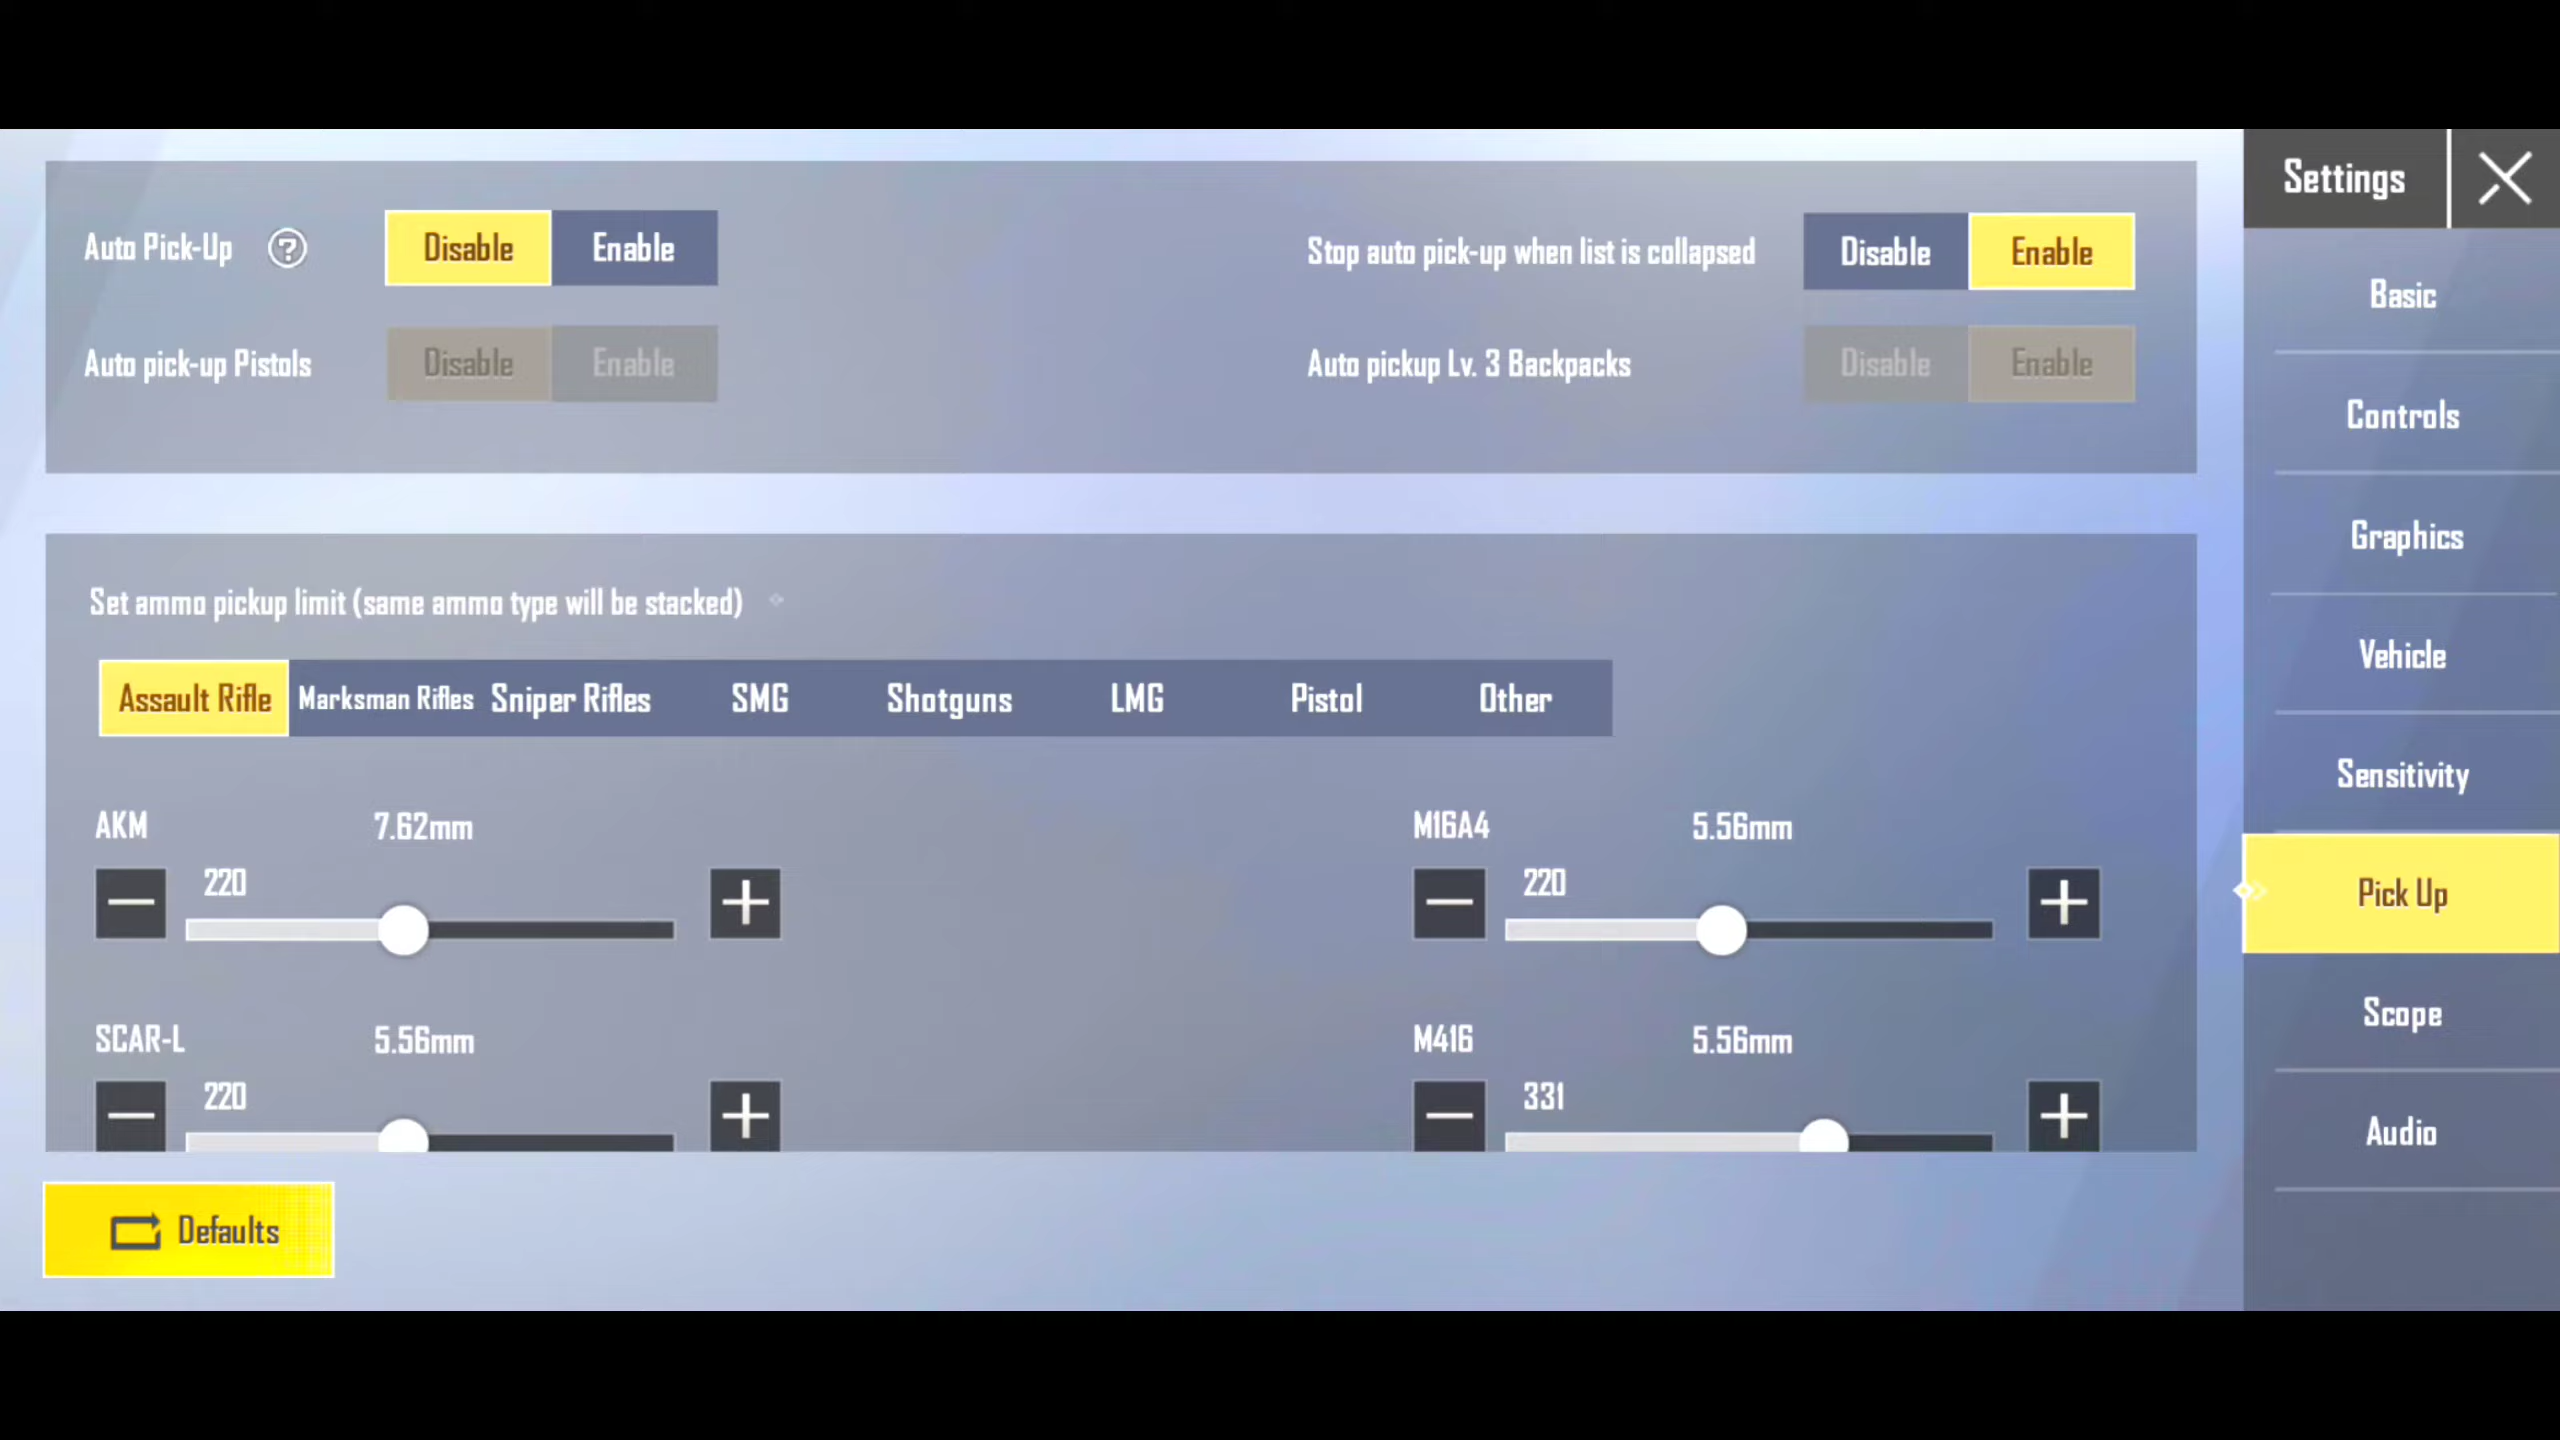 Settings
Auto Pick-Up ? Disable Enable
Stop auto pick-up when list is collapsed Disable Enable
Auto pick-up Pistols Disable Enable
Auto pickup Lv. 3 Backpacks Disable Enable
Set ammo pickup limit (same ammo type will be stacked)
Assault Rifle Marksman Rifles Sniper Rifles SMG Shotguns LMG Pistol Other
AKM 7.62mm
220
M16A4 5.56mm
220
SCAR-L 5.56mm
220
M416 5.56mm
331
Defaults
Basic
Controls
Graphics
Vehicle
Sensitivity
Pick Up
Scope
Audio